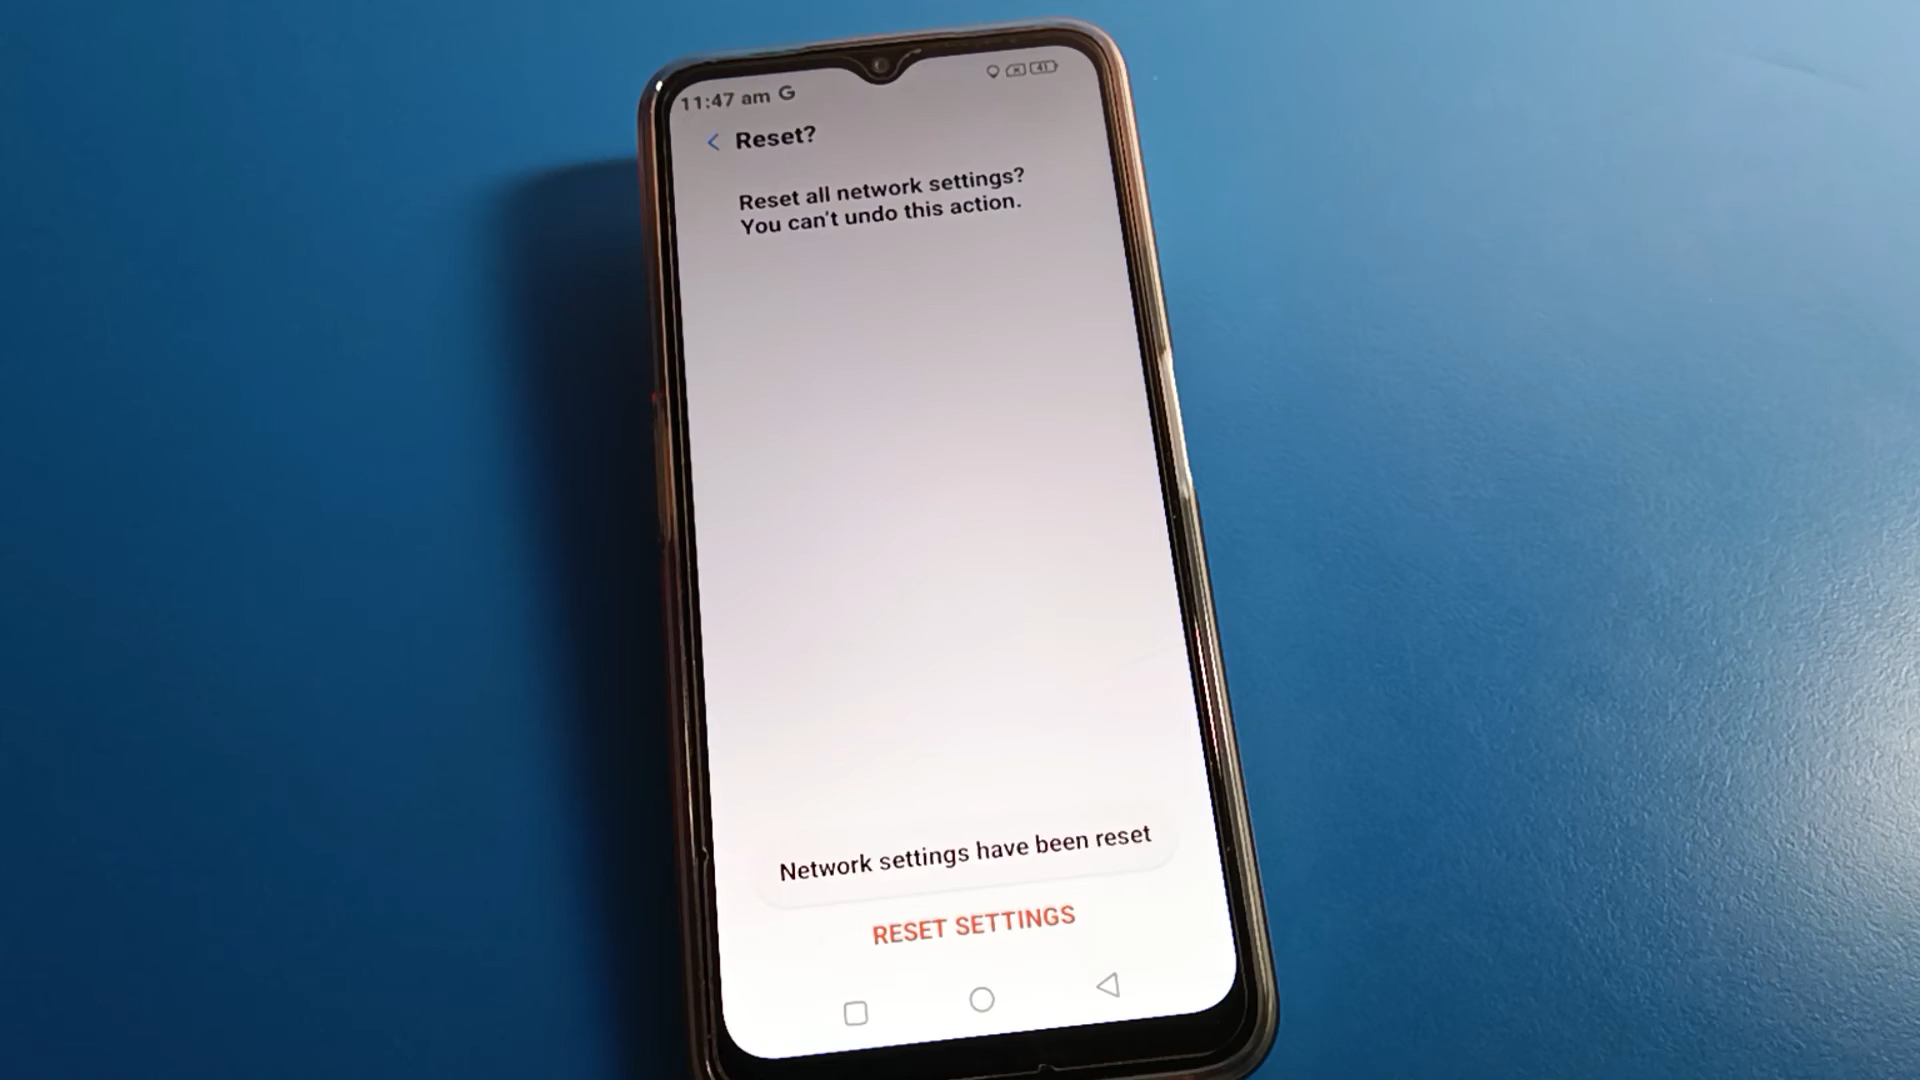 11:47 am G
41
Reset?
Reset all network settings?
You can't undo this action.
Network settings have been reset
RESET SETTINGS